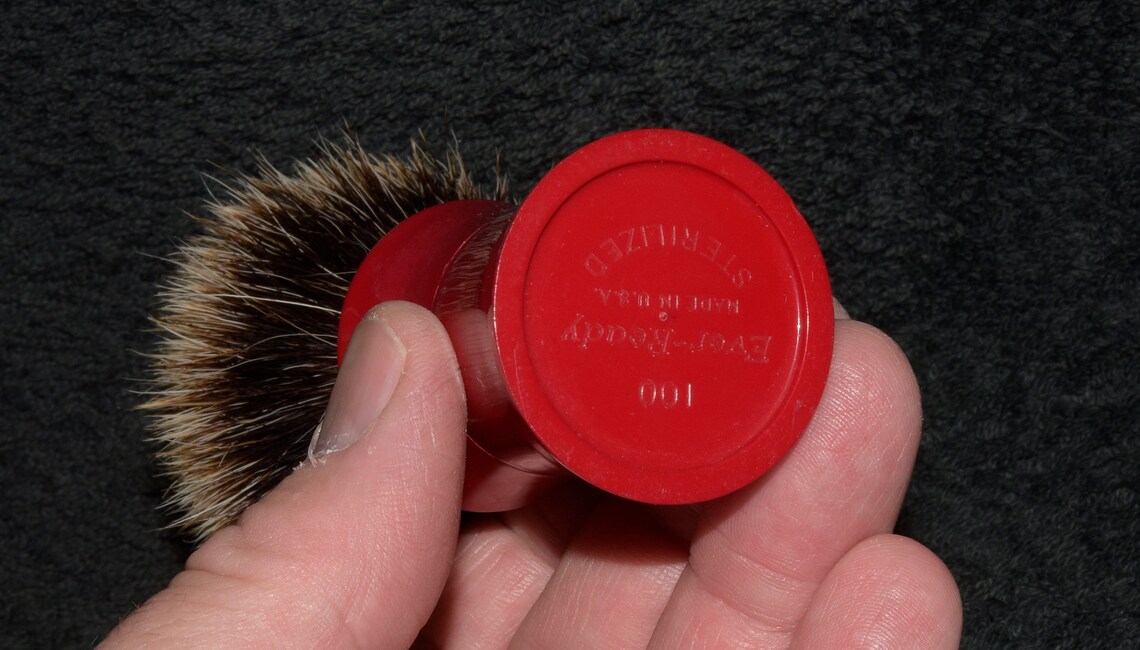 100
Ever-Ready
MADE IN U.S.A.
STERILIZED